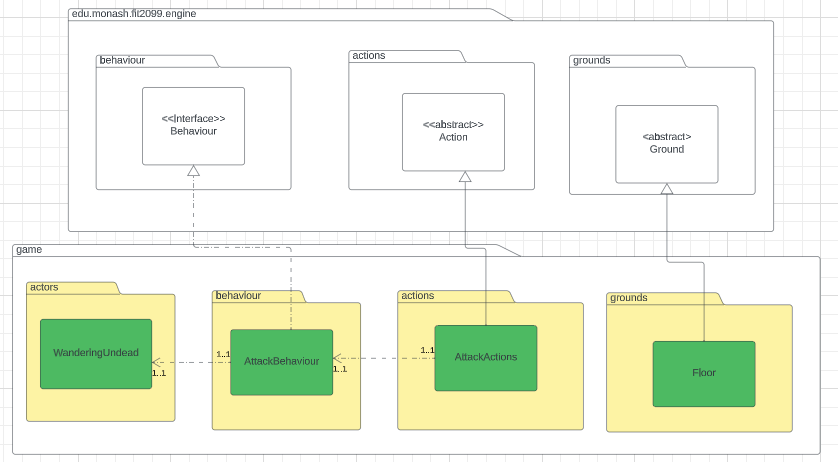 edu.monash.fit2099.engine
behaviour
actions
grounds
<<Interface>>
Behaviour
<<abstract>>
Action
<abstract>
Ground
game
actors
behaviour
actions
grounds
WanderingUndead
1..1
1..1
AttackBehaviour
1..1
1..1
AttackActions
Floor